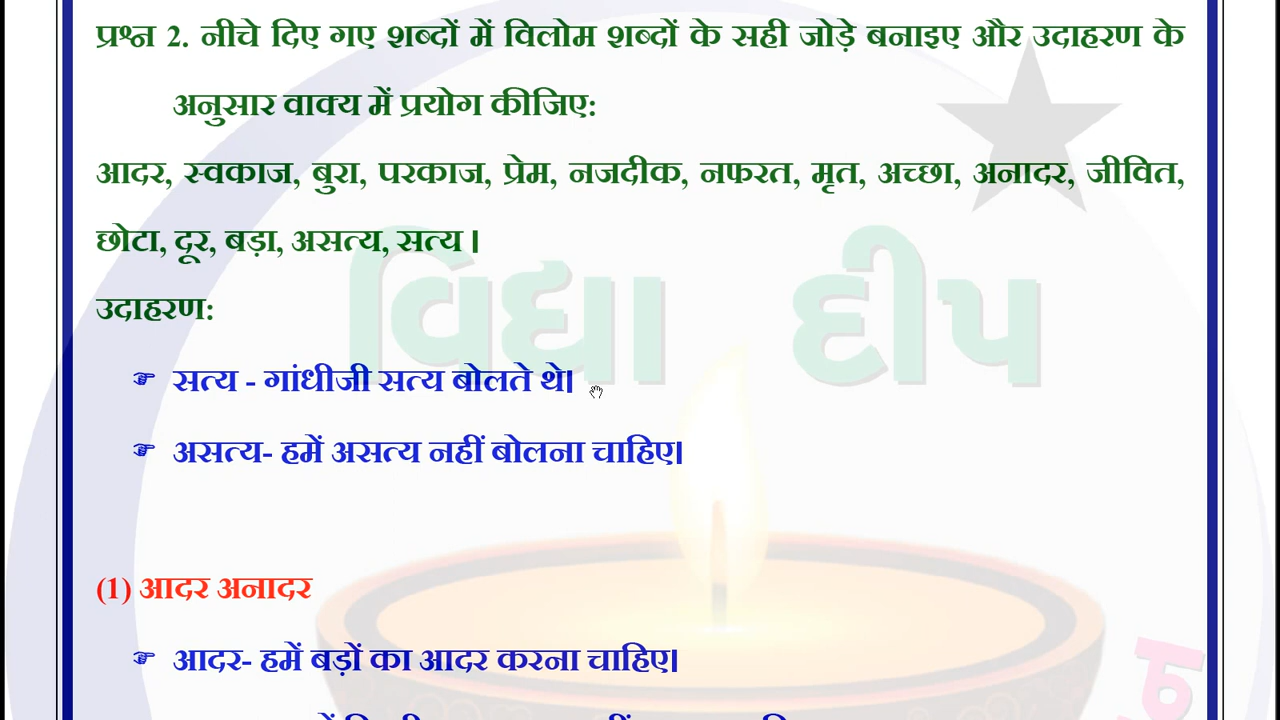 प्रश्न 2. नीचे दिए गए शब्दों में विलोम शब्दों के सही जोड़े बनाइए और उदाहरण के
अनुसार वाक्य में प्रयोग कीजिए:
आदर, स्वकाज, बुरा, परकाज, प्रेम, नजदीक, नफरत, मृत, अच्छा, अनादर, जीवित,
छोटा, दूर, बड़ा, असत्य, सत्य ।
વિદ્યા દીપ
उदाहरण:
☞ सत्य - गांधीजी सत्य बोलते थे।
☞ असत्य- हमें असत्य नहीं बोलना चाहिए।
(1) आदर अनादर
☞ आदर- हमें बड़ों का आदर करना चाहिए।